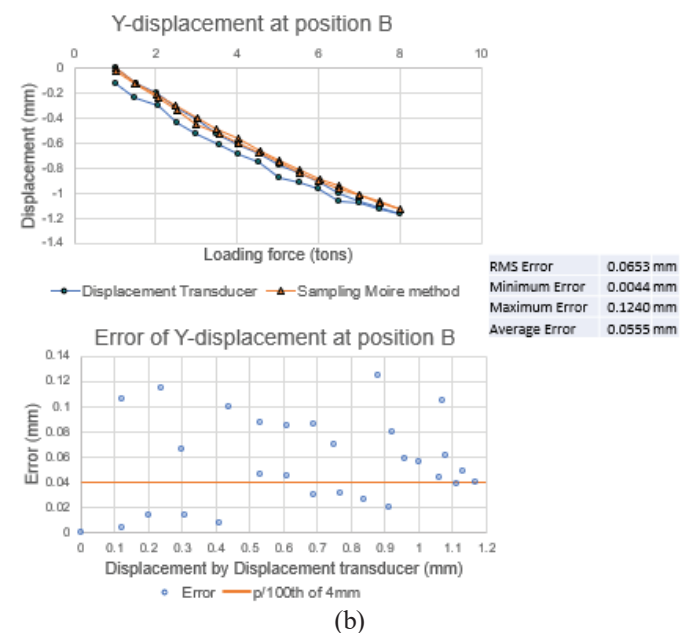 Y-displacement at position B
0 2 4 6 8 10
0
-0.2
-0.4
-0.6
-0.8
-1
-1.2
-1.4
Displacement (mm)
Loading force (tons)
Displacement Transducer Sampling Moire method
RMS Error 0.0653 mm
Minimum Error 0.0044 mm
Maximum Error 0.1240 mm
Average Error 0.0555 mm
Error of Y-displacement at position B
0.14
0.12
0.1
0.08
0.06
0.04
0.02
0
Error (mm)
0 0.1 0.2 0.3 0.4 0.5 0.6 0.7 0.8 0.9 1 1.1 1.2
Displacement by Displacement transducer (mm)
Error p/100th of 4mm
(b)